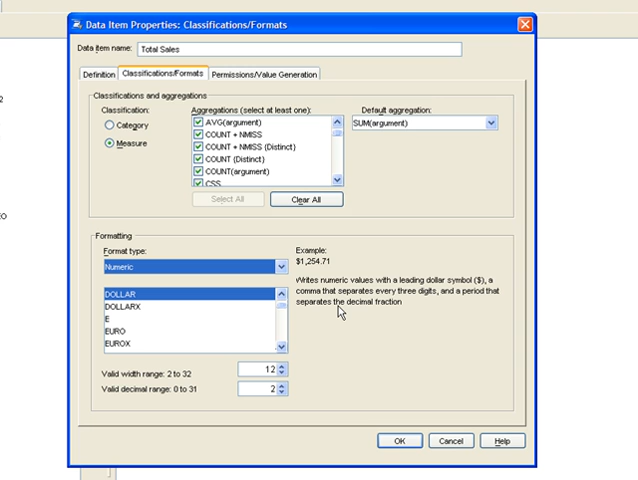 Data Item Properties: Classifications/Formats
Data item name: Total Sales
Definition Classifications/Formats Permissions/Value Generation
Classifications and aggregations
Classification: Aggregations (select at least one): Default aggregation:
Category AVG(argument) SUM(argument)
COUNT + NMISS
Measure COUNT + NMISS (Distinct)
COUNT (Distinct)
COUNT(argument)
CSS
Select All Clear All
Formatting
Format type: Example:
Numeric $1,254.71
Writes numeric values with a leading dollar symbol ($), a
comma that separates every three digits, and a period that
separates the decimal fraction
DOLLAR
DOLLARX
E
EURO
EUROX
Valid width range: 2 to 32 12
Valid decimal range: 0 to 31 2
OK Cancel Help